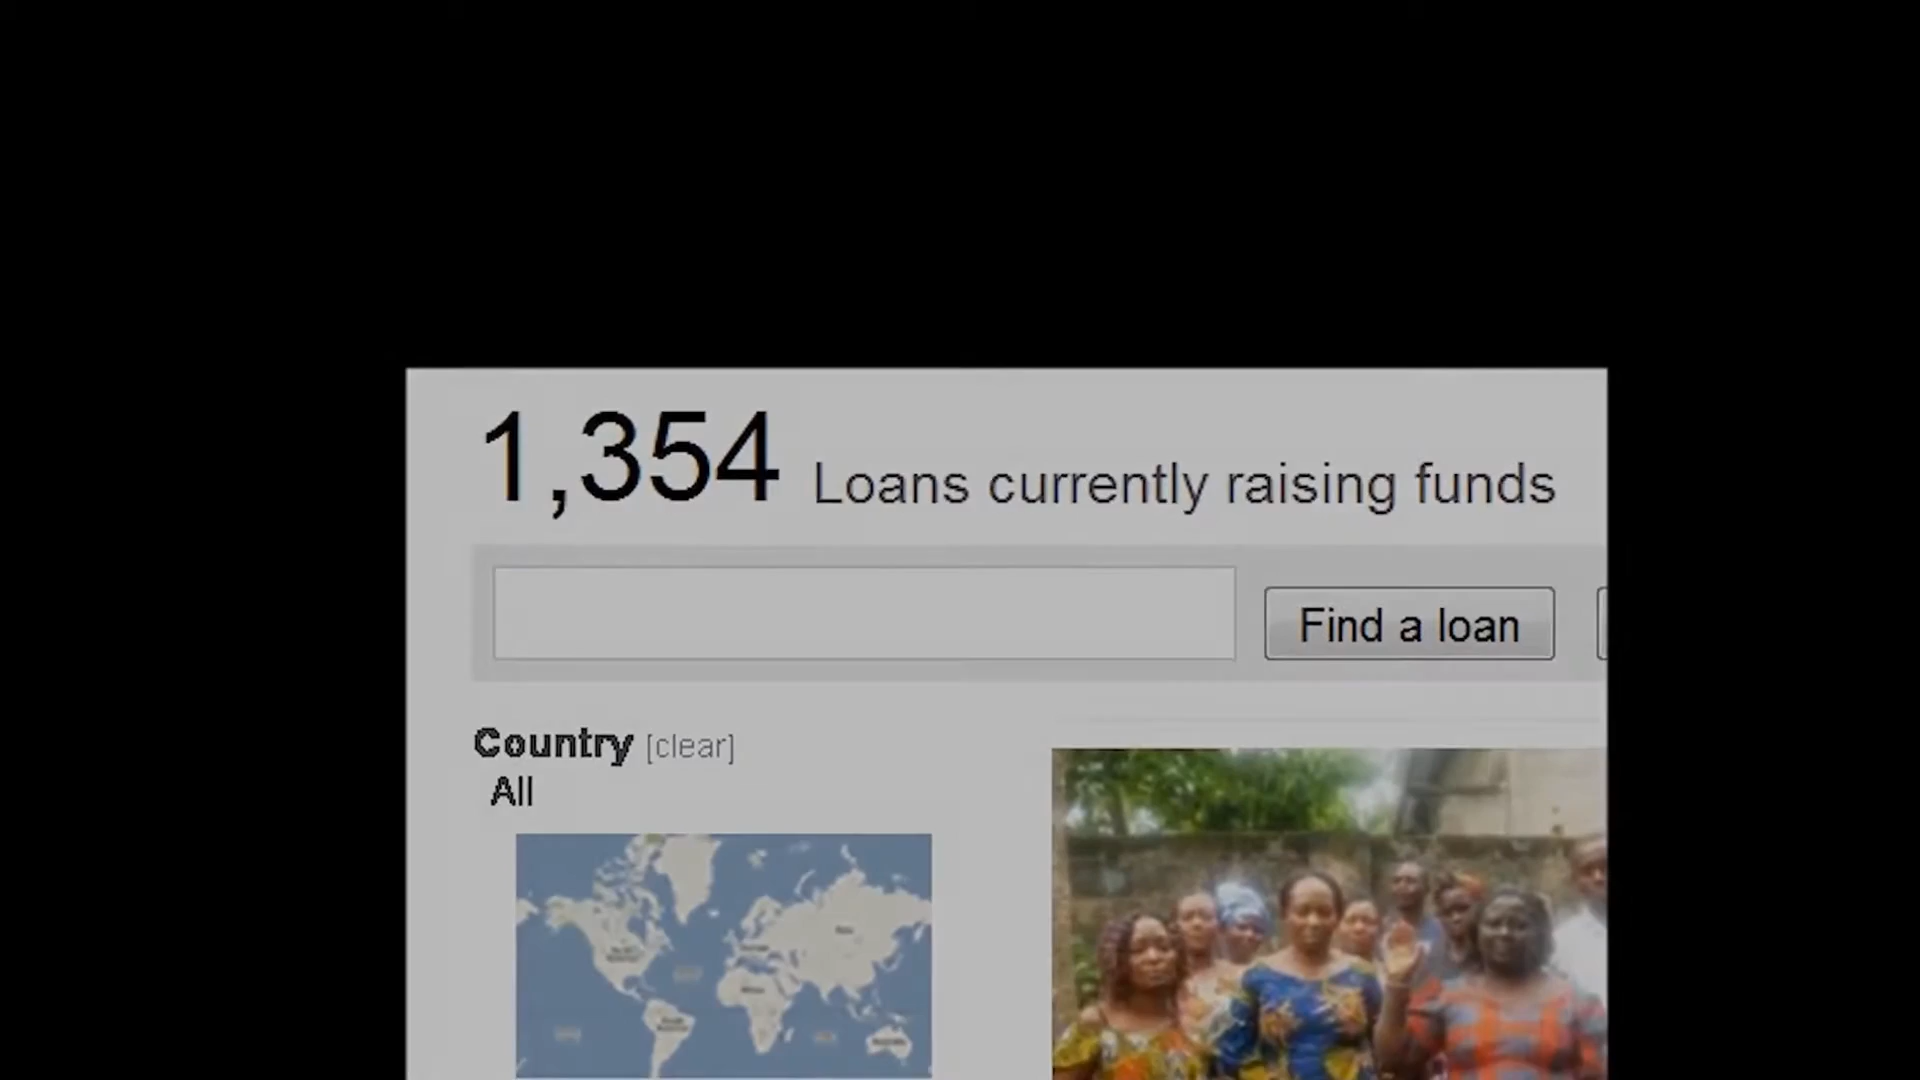 1,354 Loans currently raising funds
Find a loan
Country [clear]
All